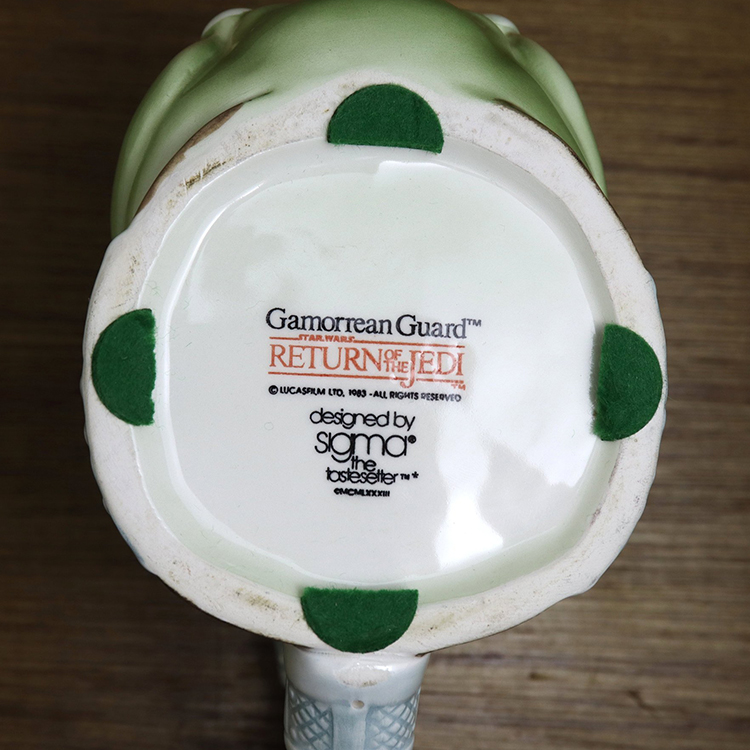 Gamorrean Guard™
STAR WARS
RETURN OF THE JEDI™
© LUCASFILM LTD. 1983 - ALL RIGHTS RESERVED
designed by
sigma®
the
tastesetter™*
©MCMLXXXIII